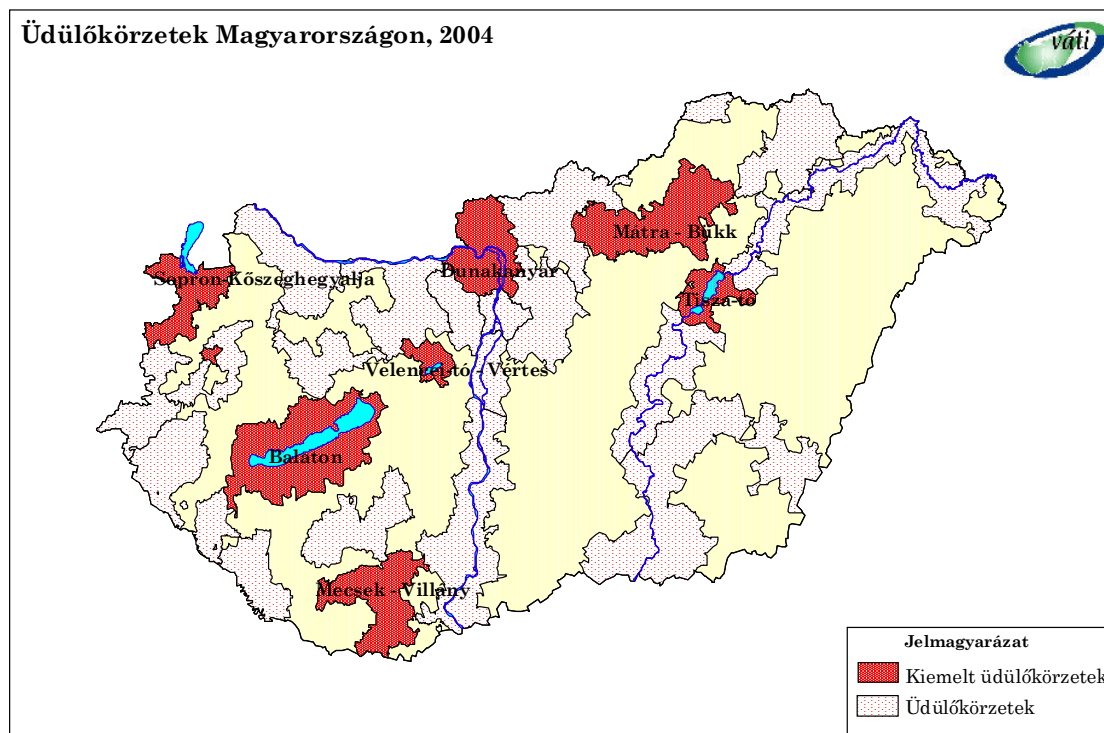 Üdülőkörzetek Magyarországon, 2004
váti
Mátra - Bükk
Dunakanyar
Sopron-Kőszeghegyalja
Tisza-tó
Velencei-tó - Vértes
Balaton
Mecsek - Villány
Jelmagyarázat
Kiemelt üdülőkörzetek
Üdülőkörzetek